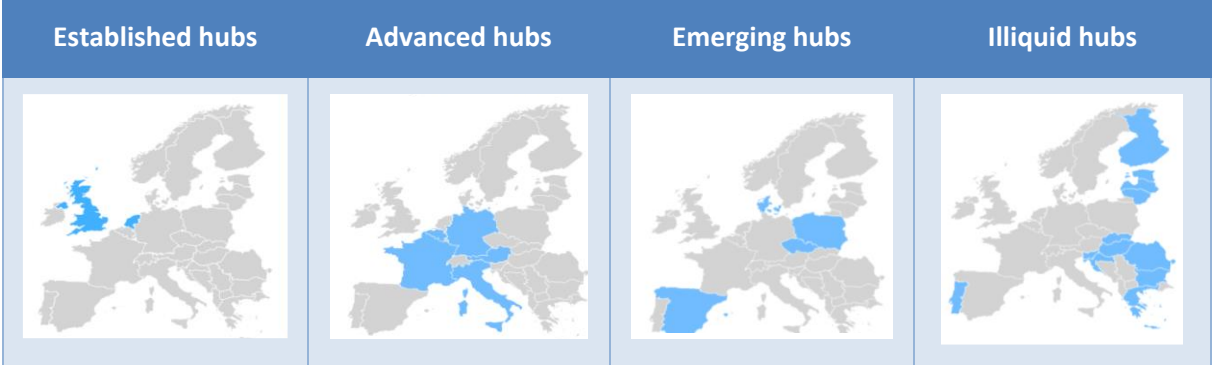 Established hubs
Advanced hubs
Emerging hubs
Illiquid hubs